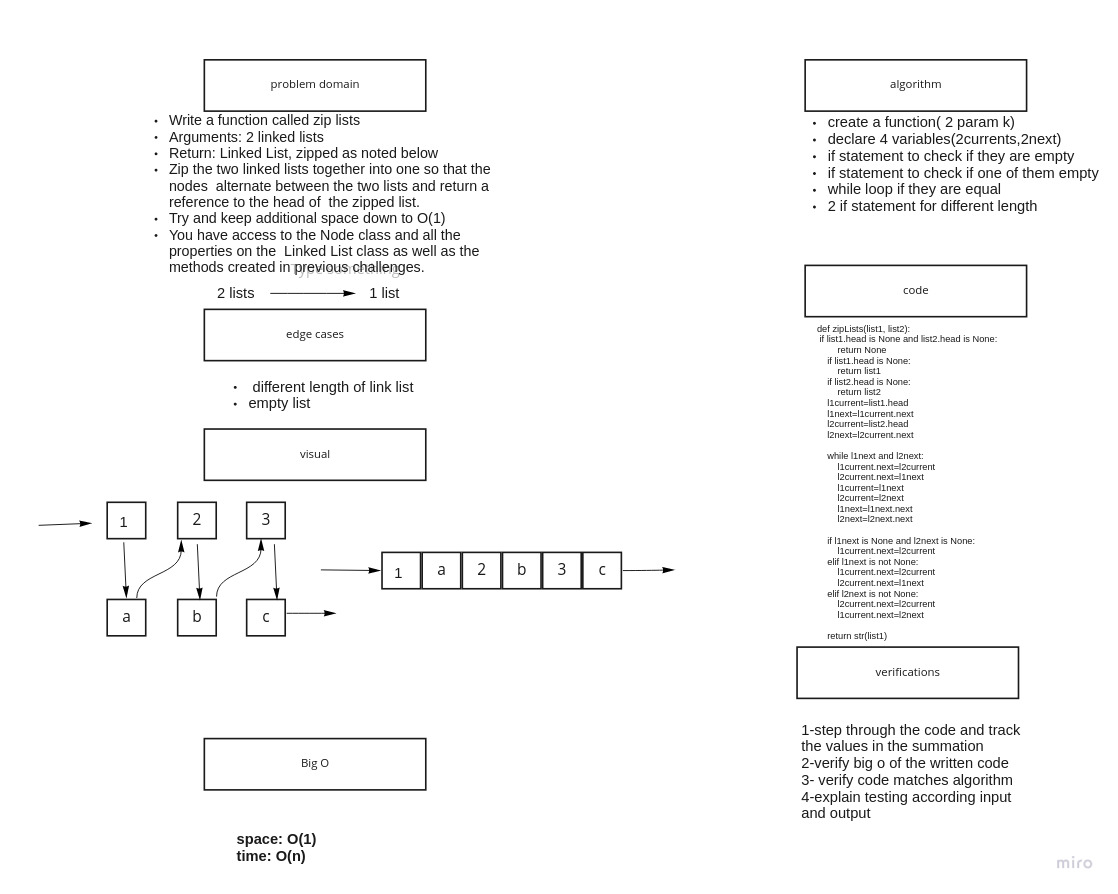 problem domain
• Write a function called zip lists
• Arguments: 2 linked lists
• Return: Linked List, zipped as noted below
• Zip the two linked lists together into one so that the
nodes  alternate between the two lists and return a
reference to the head of  the zipped list.
• Try and keep additional space down to O(1)
• You have access to the Node class and all the
properties on the  Linked List class as well as the
methods created in previous challenges.
Type something
2 lists
1 list
edge cases
• different length of link list
• empty list
visual
1
2
3
a
b
c
1
a
2
b
3
c
Big O
space: O(1)
time: O(n)
algorithm
• create a function( 2 param k)
• declare 4 variables(2currents,2next)
• if statement to check if they are empty
• if statement to check if one of them empty
• while loop if they are equal
• 2 if statement for different length
code
def zipLists(list1, list2):
if list1.head is None and list2.head is None:
return None
if list1.head is None:
return list1
if list2.head is None:
return list2
l1current=list1.head
l1next=l1current.next
l2current=list2.head
l2next=l2current.next
while l1next and l2next:
l1current.next=l2current
l2current.next=l1next
l1current=l1next
l2current=l2next
l1next=l1next.next
l2next=l2next.next
if l1next is None and l2next is None:
l1current.next=l2current
elif l1next is not None:
l1current.next=l2current
l2current.next=l1next
elif l2next is not None:
l2current.next=l2current
l1current.next=l2next
return str(list1)
verifications
1-step through the code and track
the values in the summation
2-verify big o of the written code
3- verify code matches algorithm
4-explain testing according input
and output
miro